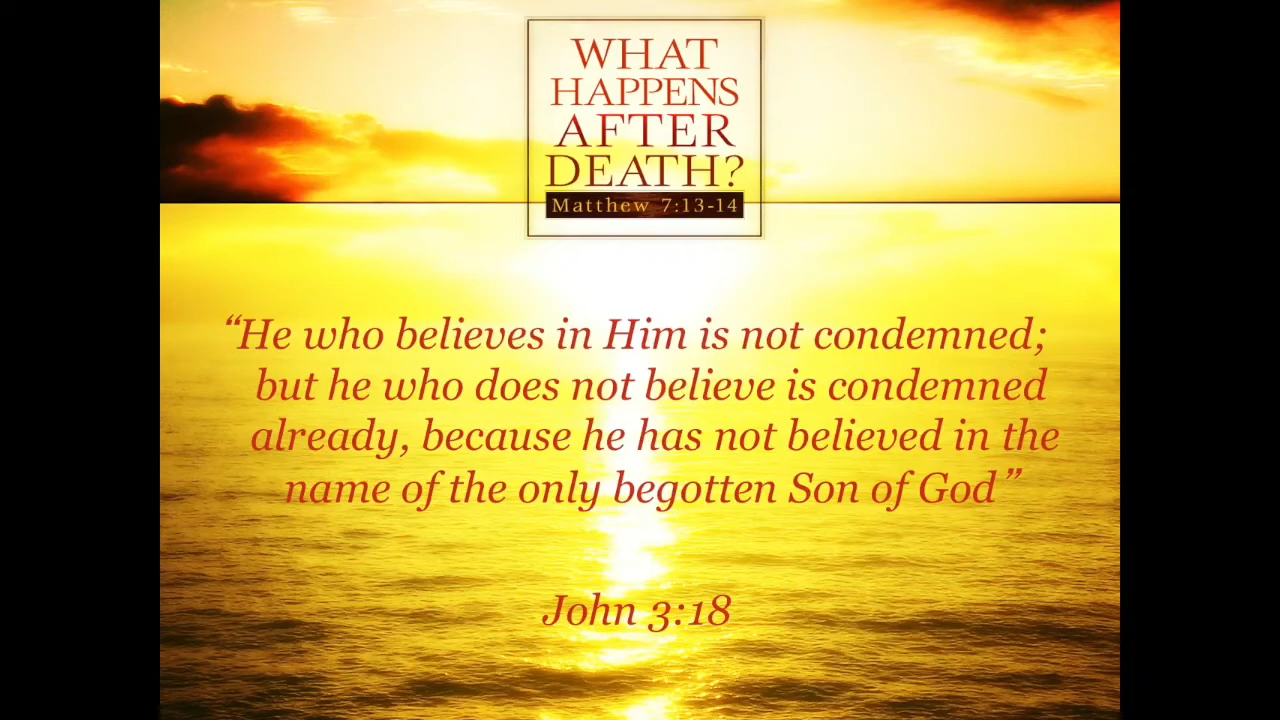 WHAT
HAPPENS
AFTER
DEATH?
Matthew 7:13-14
“He who believes in Him is not condemned;
but he who does not believe is condemned
already, because he has not believed in the
name of the only begotten Son of God”
John 3:18